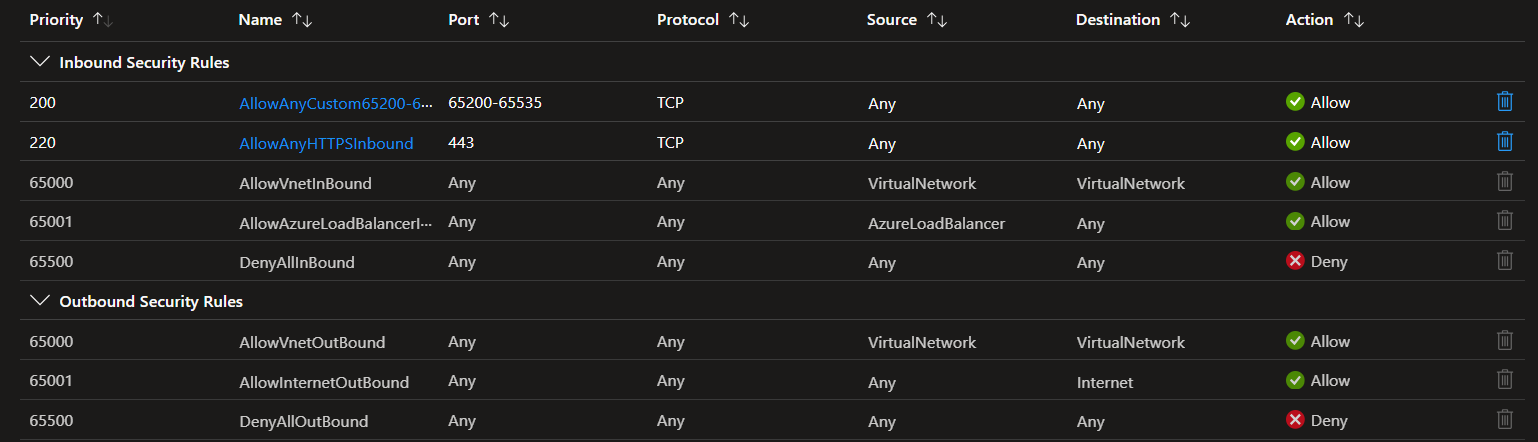 Priority Name Port Protocol Source Destination Action
Inbound Security Rules
200 AllowAnyCustom65200-6... 65200-65535 TCP Any Any Allow
220 AllowAnyHTTPSInbound 443 TCP Any Any Allow
65000 AllowVnetInBound Any Any VirtualNetwork VirtualNetwork Allow
65001 AllowAzureLoadBalancerI... Any Any AzureLoadBalancer Any Allow
65500 DenyAllInBound Any Any Any Any Deny
Outbound Security Rules
65000 AllowVnetOutBound Any Any VirtualNetwork VirtualNetwork Allow
65001 AllowInternetOutBound Any Any Any Internet Allow
65500 DenyAllOutBound Any Any Any Any Deny